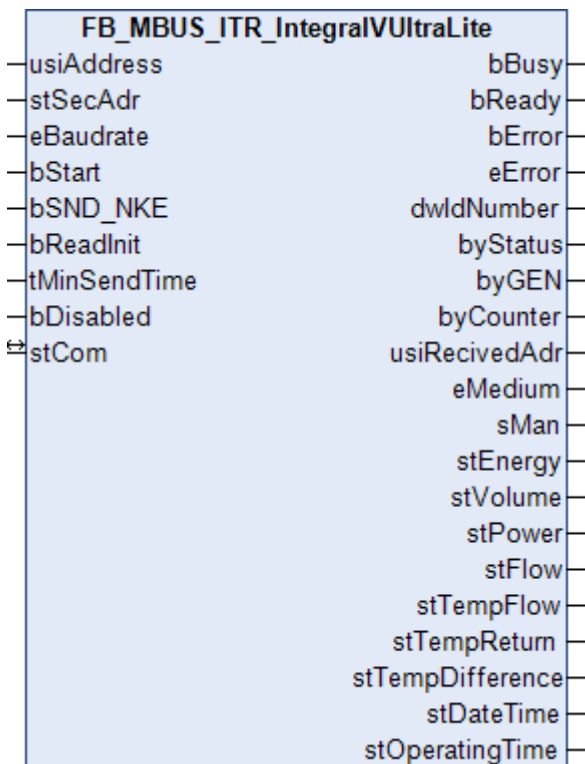 FB_MBUS_ITR_IntegralVUltraLite
usiAddress bBusy
stSecAdr bReady
eBaudrate bError
bStart eError
bSND_NKE dwIdNumber
bReadInit byStatus
tMinSendTime byGEN
bDisabled byCounter
stCom usiRecivedAdr
eMedium
sMan
stEnergy
stVolume
stPower
stFlow
stTempFlow
stTempReturn
stTempDifference
stDateTime
stOperatingTime